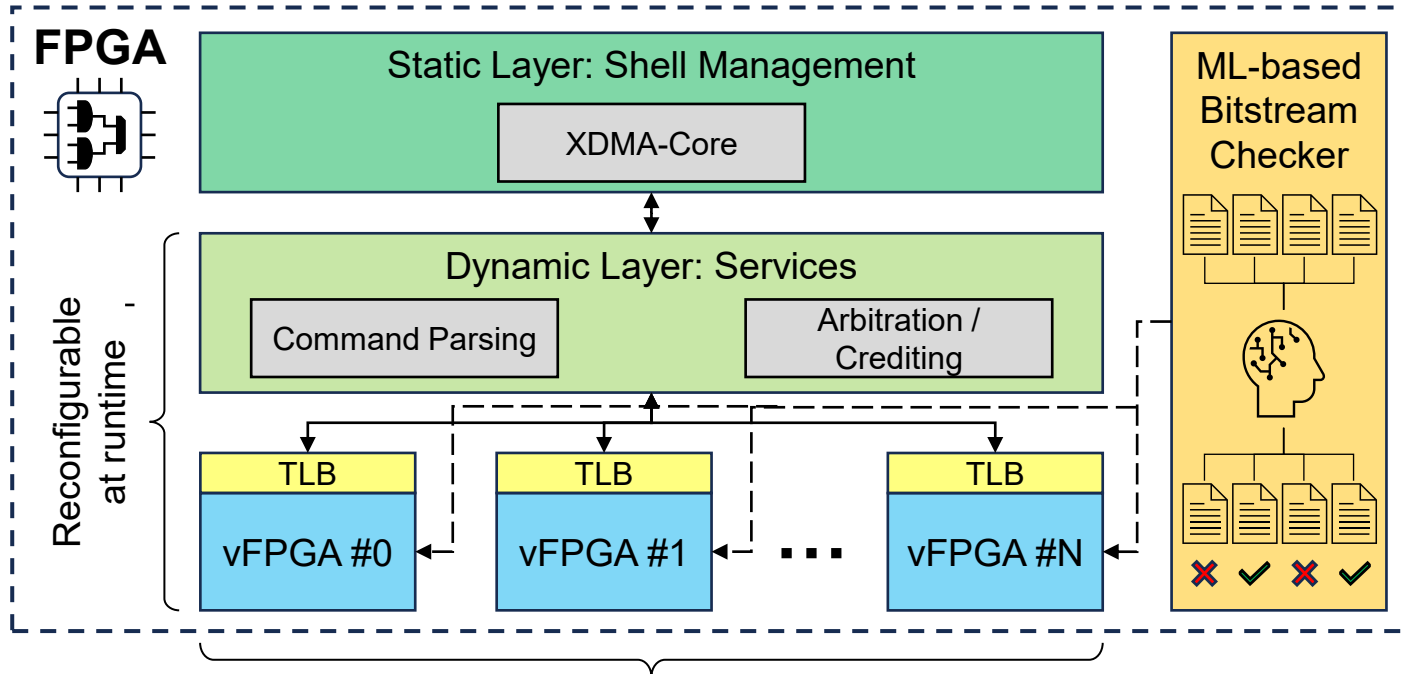 FPGA
Static Layer: Shell Management
XDMA-Core
ML-based
Bitstream
Checker
Reconfigurable
at runtime -
Dynamic Layer: Services
Command Parsing
Arbitration /
Crediting
TLB
TLB
TLB
vFPGA #0
vFPGA #1
...
vFPGA #N